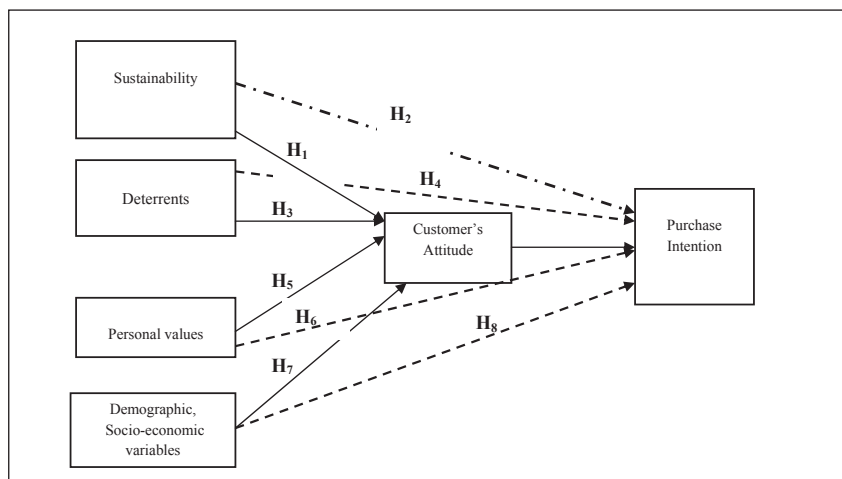 Sustainability
H2
H1
Deterrents
H4
H3
Customer's
Attitude
Purchase
Intention
H5
Personal values
H6
H8
H7
Demographic,
Socio-economic
variables